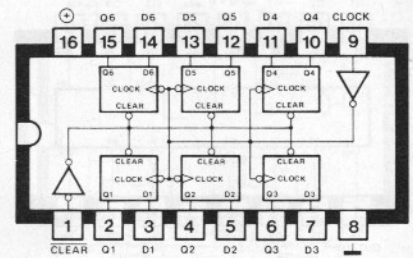 ⊕ Q6 D6 D5 Q5 D4 Q4 CLOCK
16 15 14 13 12 11 10 9
Q6 D6 D5 Q5 D4 Q4
CLOCK CLOCK CLOCK
CLEAR CLEAR CLEAR
CLEAR CLEAR CLEAR
CLOCK CLOCK CLOCK
Q1 D1 Q2 D2 Q3 D3
1 2 3 4 5 6 7 8
CLEAR Q1 D1 Q2 D2 Q3 D3